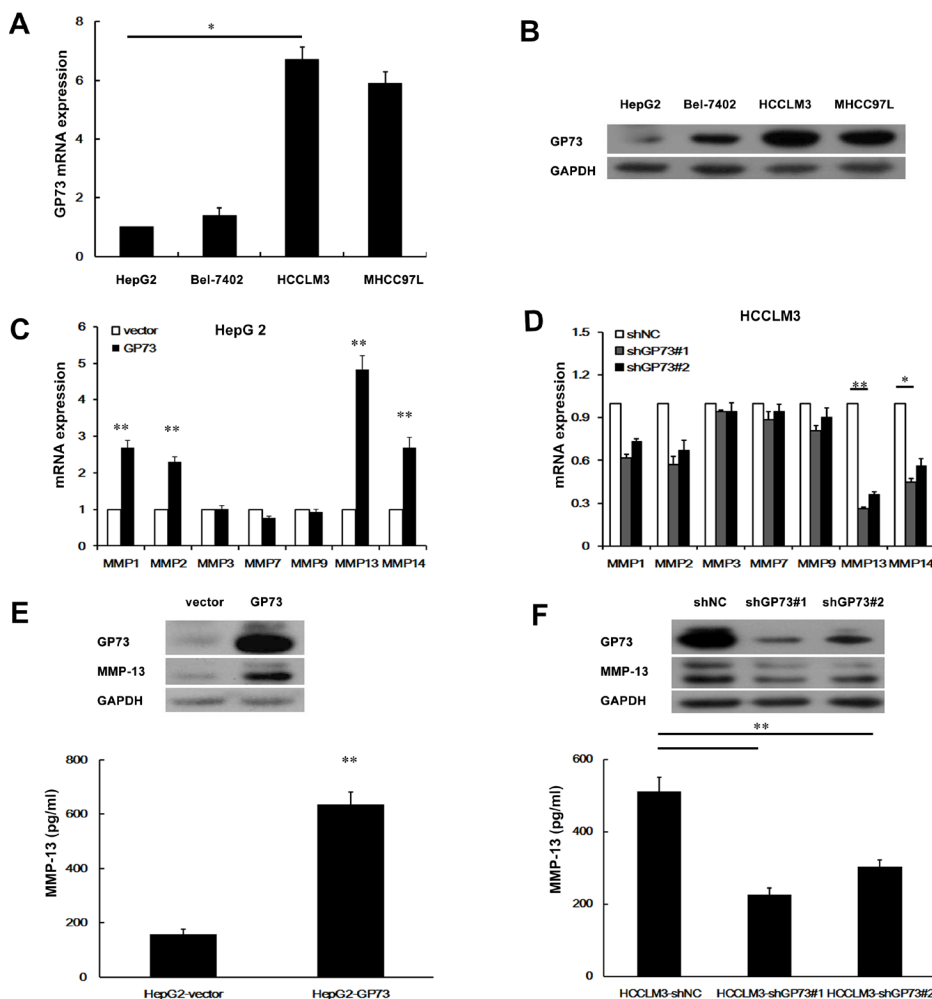 A
*
GP73 mRNA expression
8
6
4
2
0
HepG2 Bel-7402 HCCLM3 MHCC97L
B
HepG2 Bel-7402 HCCLM3 MHCC97L
GP73
GAPDH
C
HepG 2
vector
GP73
mRNA expression
6
5
4
3
2
1
0
** ** ** **
MMP1 MMP2 MMP3 MMP7 MMP9 MMP13 MMP14
D
HCCLM3
shNC
shGP73#1
shGP73#2
mRNA expression
1.5
1.2
0.9
0.6
0.3
0
** *
MMP1 MMP2 MMP3 MMP7 MMP9 MMP13 MMP14
E
vector GP73
GP73
MMP-13
GAPDH
MMP-13 (pg/ml)
800
600
400
200
0
**
HepG2-vector HepG2-GP73
F
shNC shGP73#1 shGP73#2
GP73
MMP-13
GAPDH
**
MMP-13 (pg/ml)
600
400
200
0
HCCLM3-shNC HCCLM3-shGP73#1 HCCLM3-shGP73#2